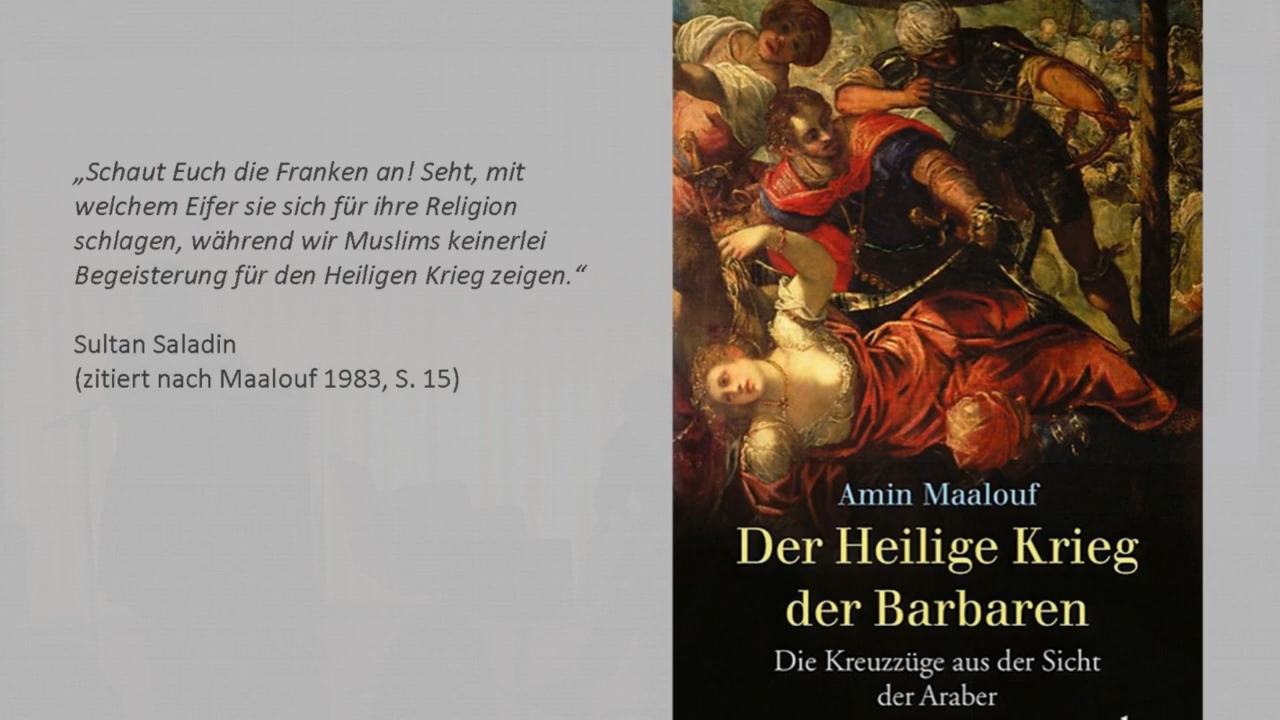 „Schaut Euch die Franken an! Seht, mit
welchem Eifer sie sich für ihre Religion
schlagen, während wir Muslims keinerlei
Begeisterung für den Heiligen Krieg zeigen.“
Sultan Saladin
(zitiert nach Maalouf 1983, S. 15)
Amin Maalouf
Der Heilige Krieg
der Barbaren
Die Kreuzzüge aus der Sicht
der Araber